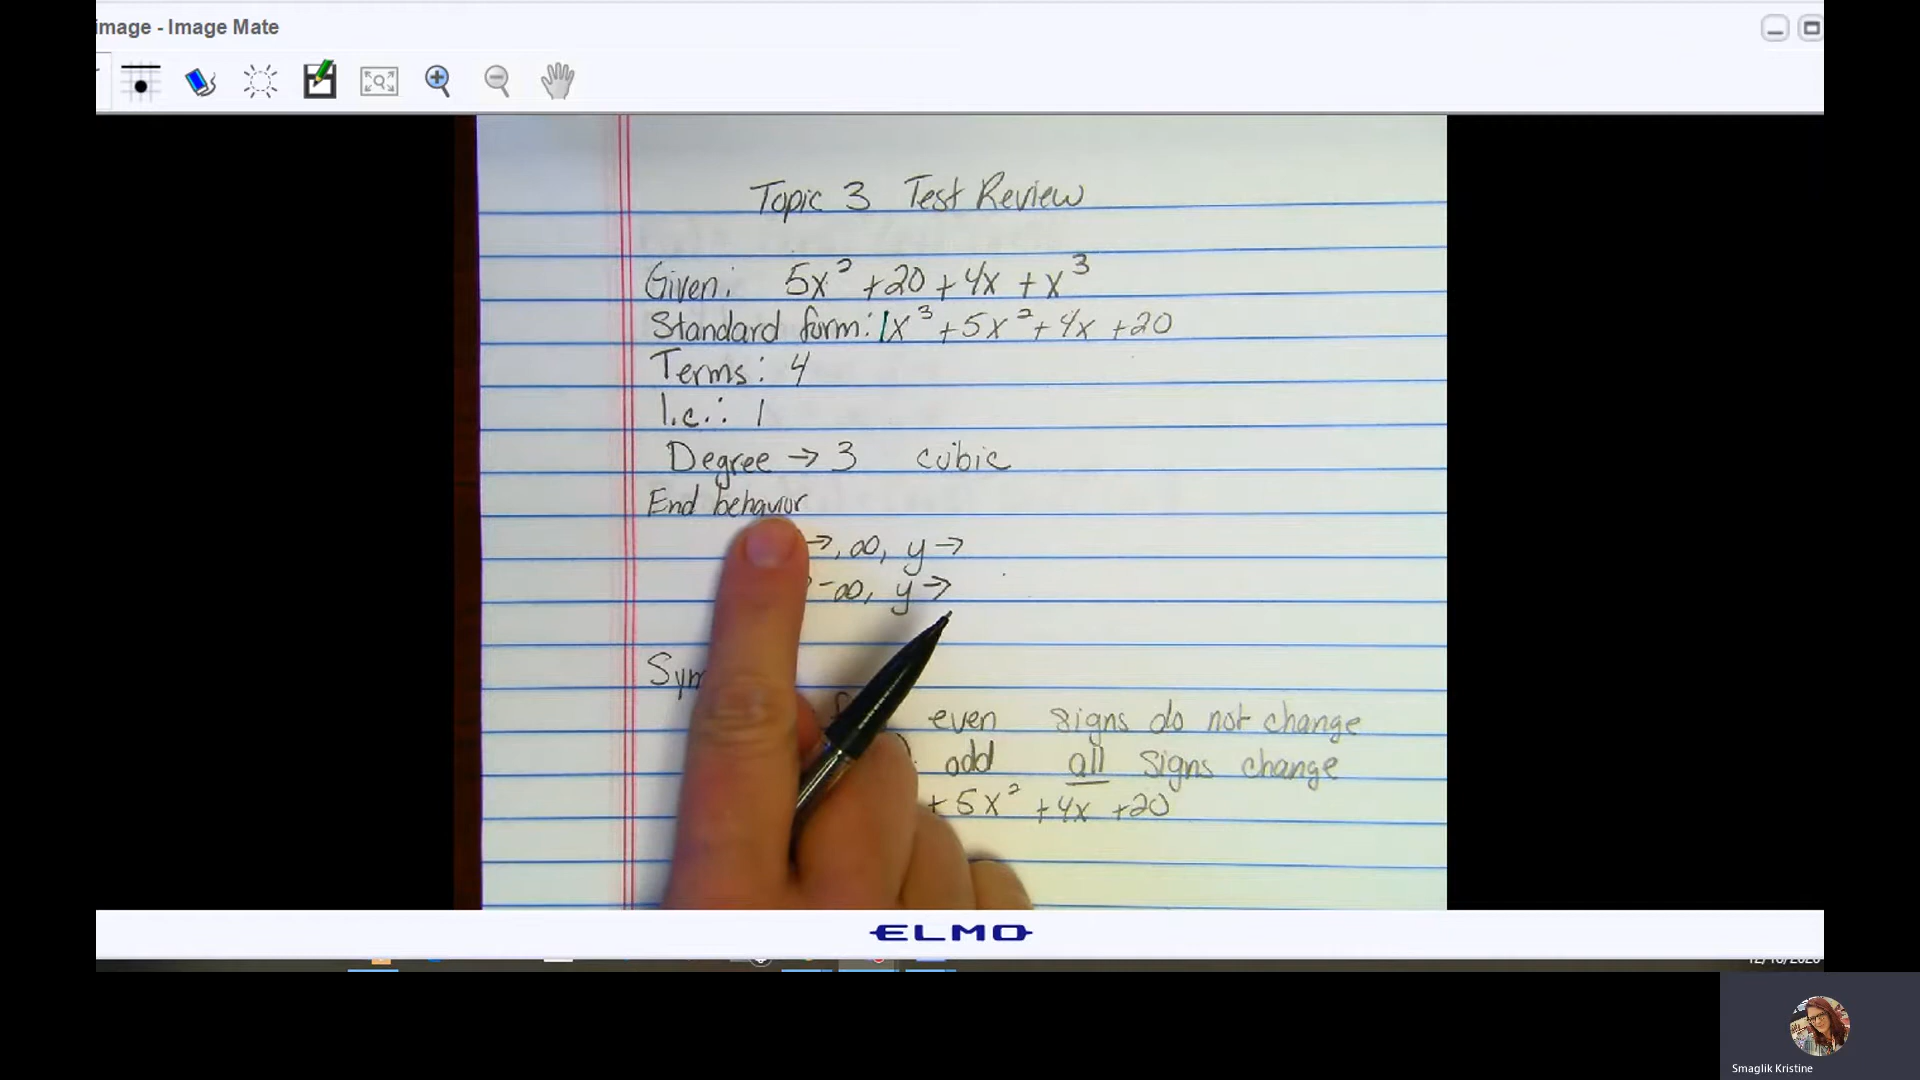 image - Image Mate
Topic 3 Test Review
Given: 5x² + 20 + 4x + x³
Standard form: 1x³ + 5x² + 4x + 20
Terms: 4
l.c.: 1
Degree → 3 cubic
End behavior
→, ∞, y →
-∞, y →
even signs do not change
odd all signs change
+ 5x² + 4x + 20
ELMO
Smaglik Kristine